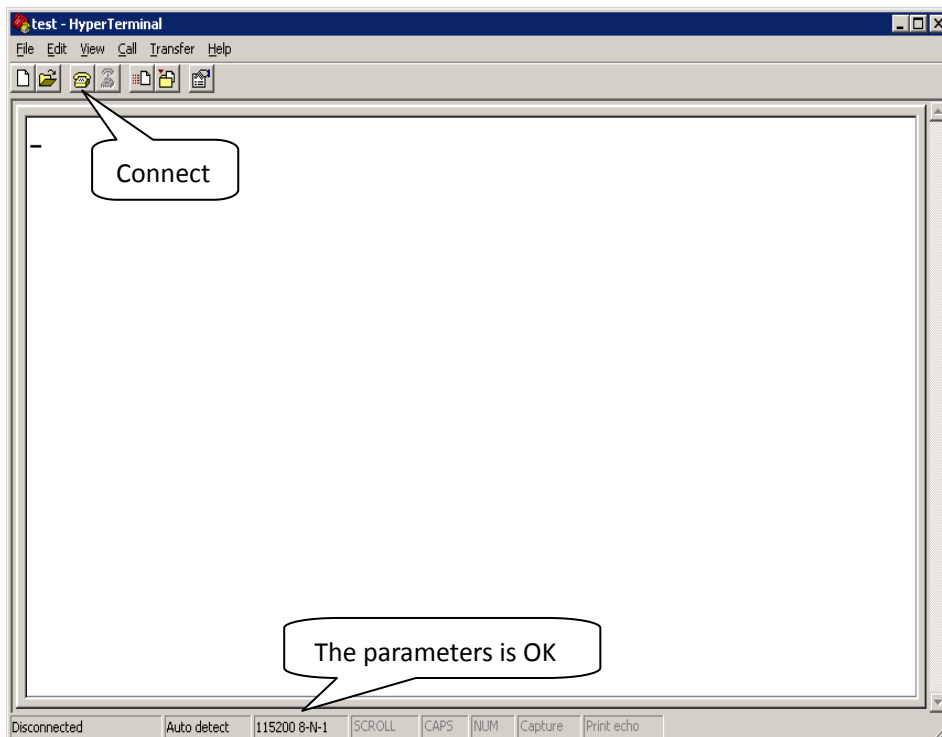 test - HyperTerminal
File Edit View Call Transfer Help
Connect
The parameters is OK
Disconnected Auto detect 115200 8-N-1 SCROLL CAPS NUM Capture Print echo